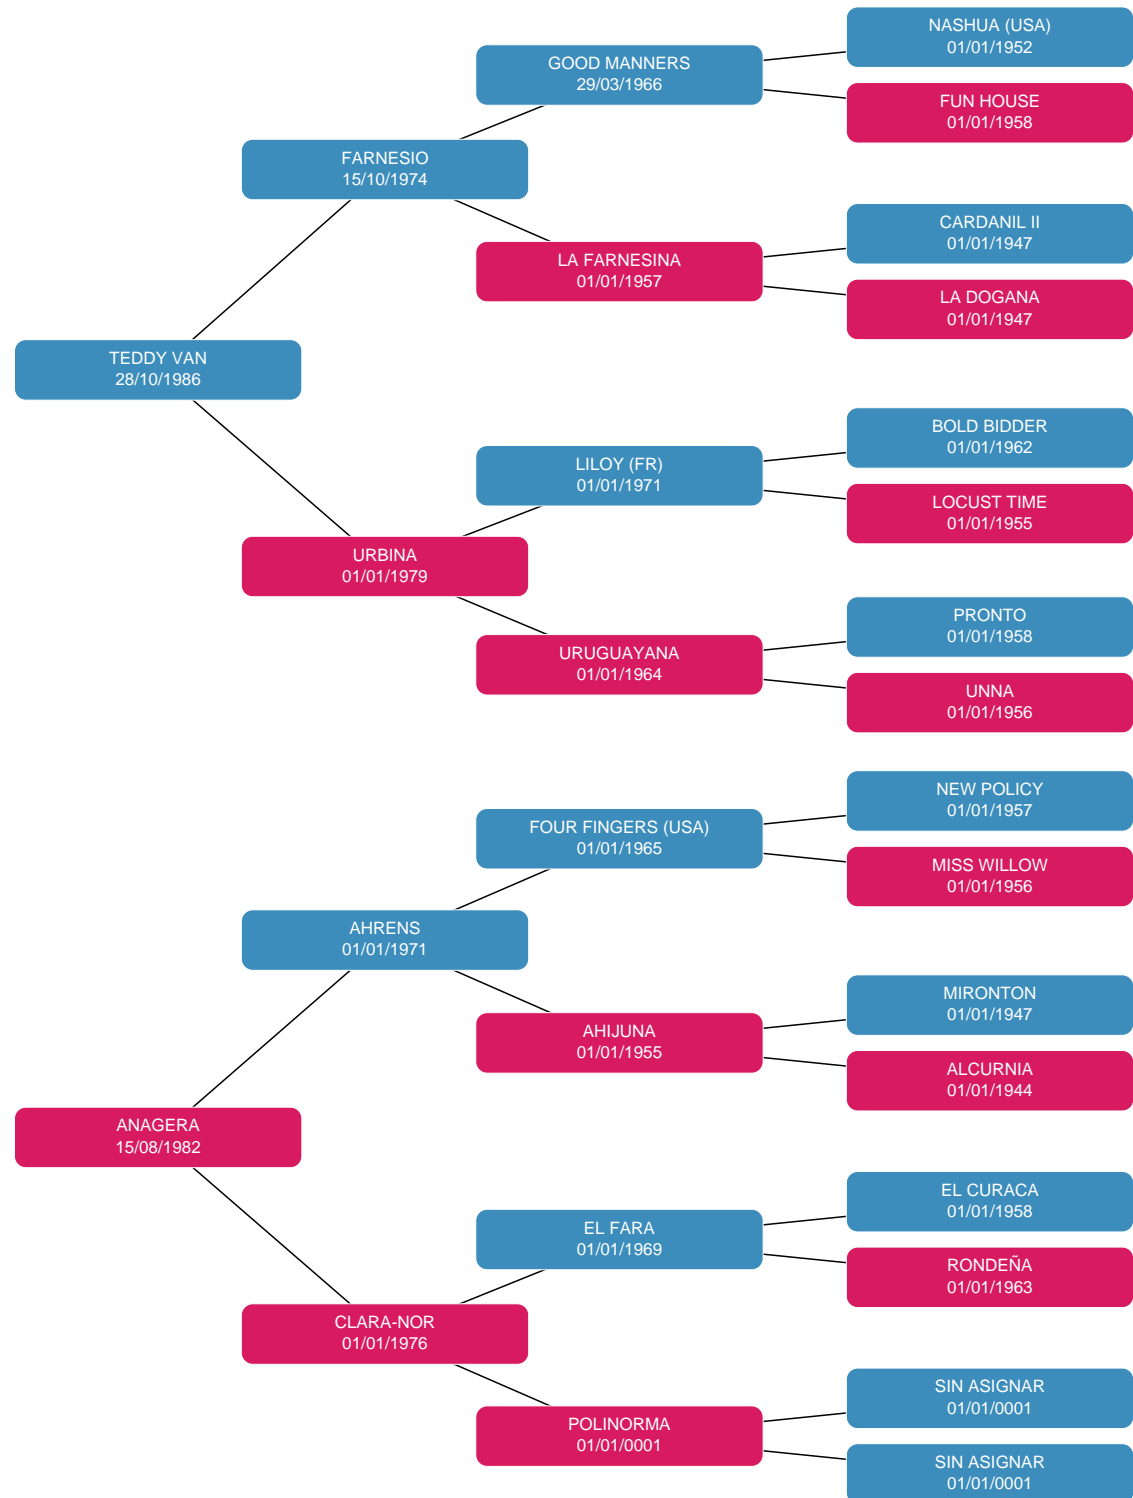 NASHUA (USA)
01/01/1952
GOOD MANNERS
29/03/1966
FUN HOUSE
01/01/1958
FARNESIO
15/10/1974
CARDANIL II
01/01/1947
LA FARNESINA
01/01/1957
LA DOGANA
01/01/1947
TEDDY VAN
28/10/1986
BOLD BIDDER
01/01/1962
LILOY (FR)
01/01/1971
LOCUST TIME
01/01/1955
URBINA
01/01/1979
PRONTO
01/01/1958
URUGUAYANA
01/01/1964
UNNA
01/01/1956
NEW POLICY
01/01/1957
FOUR FINGERS (USA)
01/01/1965
MISS WILLOW
01/01/1956
AHRENS
01/01/1971
MIRONTON
01/01/1947
AHIJUNA
01/01/1955
ALCURNIA
01/01/1944
ANAGERA
15/08/1982
EL CURACA
01/01/1958
EL FARA
01/01/1969
RONDEÑA
01/01/1963
CLARA-NOR
01/01/1976
SIN ASIGNAR
01/01/0001
POLINORMA
01/01/0001
SIN ASIGNAR
01/01/0001